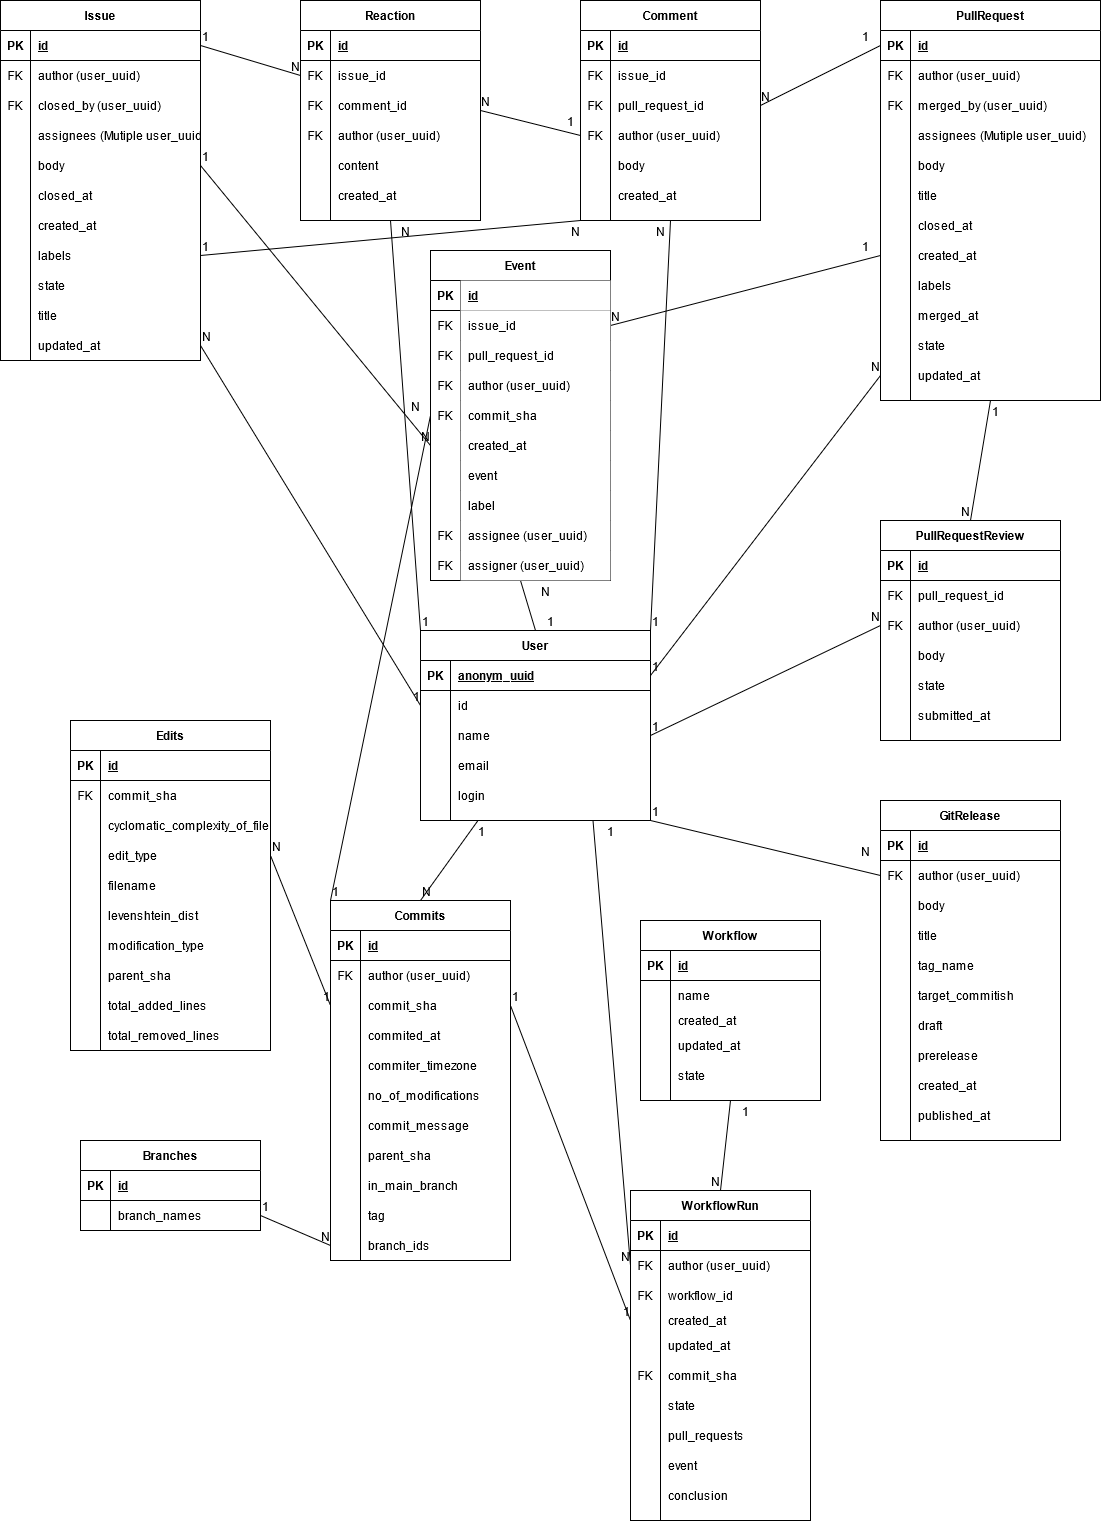 Issue
PK id
FK author (user_uuid)
FK closed_by (user_uuid)
assignees (Mutiple user_uuid
body
closed_at
created_at
labels
state
title
updated_at
Reaction
PK id
FK issue_id
FK comment_id
FK author (user_uuid)
content
created_at
Comment
PK id
FK issue_id
FK pull_request_id
FK author (user_uuid)
body
created_at
PullRequest
PK id
FK author (user_uuid)
FK merged_by (user_uuid)
assignees (Mutiple user_uuid)
body
title
closed_at
created_at
labels
merged_at
state
updated_at
1
N
N
1
1
N
1
1
N
N
N
1
N
N
N
N
N
1
N
Event
PK id
FK issue_id
FK pull_request_id
FK author (user_uuid)
FK commit_sha
created_at
event
label
FK assignee (user_uuid)
FK assigner (user_uuid)
N
1
1
1
1
1
N
1
PullRequestReview
PK id
FK pull_request_id
FK author (user_uuid)
body
state
submitted_at
User
PK anonym_uuid
id
name
email
login
1
N
1
1
N
1
N
1
1
Edits
PK id
FK commit_sha
cyclomatic_complexity_of_file
edit_type
filename
levenshtein_dist
modification_type
parent_sha
total_added_lines
total_removed_lines
GitRelease
PK id
FK author (user_uuid)
body
title
tag_name
target_commitish
draft
prerelease
created_at
published_at
Commits
PK id
FK author (user_uuid)
commit_sha
commited_at
commiter_timezone
no_of_modifications
commit_message
parent_sha
in_main_branch
tag
branch_ids
Workflow
PK id
name
created_at
updated_at
state
1
N
1
N
N
1
Branches
PK id
branch_names
WorkflowRun
PK id
FK author (user_uuid)
FK workflow_id
created_at
updated_at
FK commit_sha
state
pull_requests
event
conclusion